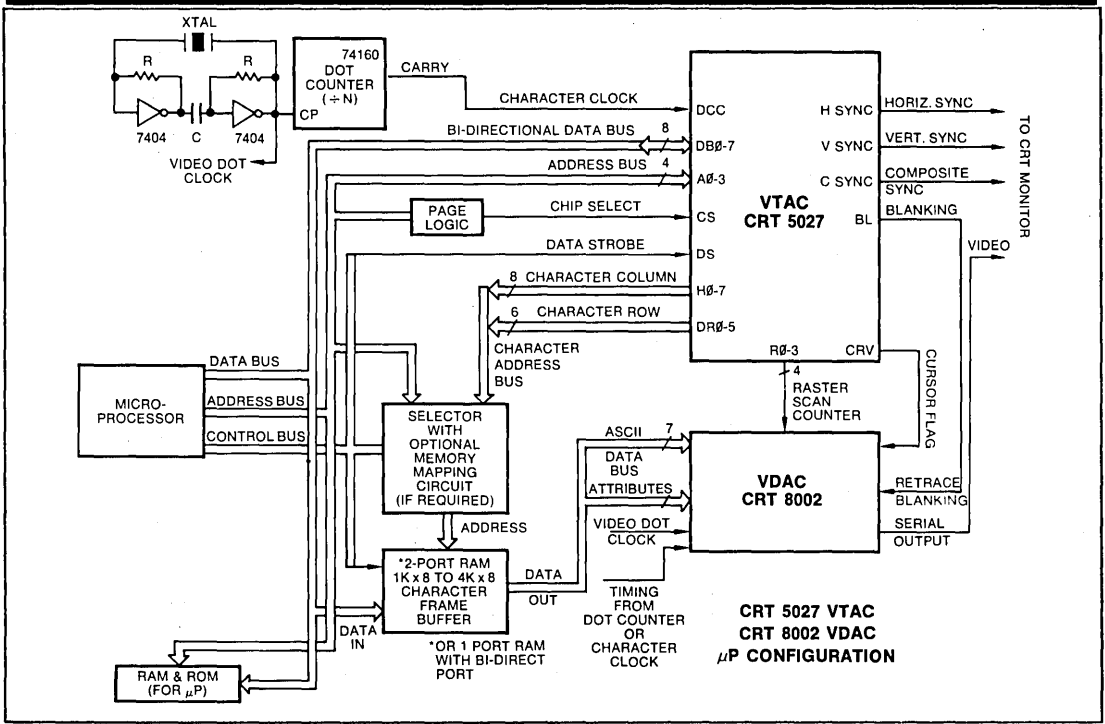 XTAL
R
R
7404
C
7404
VIDEO DOT
CLOCK
74160
DOT
COUNTER
(÷N)
CP
CARRY
CHARACTER CLOCK
BI-DIRECTIONAL DATA BUS
8
ADDRESS BUS
4
PAGE
LOGIC
CHIP SELECT
DATA STROBE
8
CHARACTER COLUMN
6
CHARACTER ROW
CHARACTER
ADDRESS
BUS
DCC
DBØ-7
AØ-3
CS
DS
HØ-7
DRØ-5
VTAC
CRT 5027
H SYNC
V SYNC
C SYNC
BL
RØ-3
CRV
HORIZ. SYNC
VERT. SYNC
COMPOSITE
SYNC
BLANKING
VIDEO
TO CRT MONITOR
4
RASTER
SCAN
COUNTER
CURSOR FLAG
MICRO-
PROCESSOR
DATA BUS
ADDRESS BUS
CONTROL BUS
SELECTOR
WITH
OPTIONAL
MEMORY
MAPPING
CIRCUIT
(IF REQUIRED)
ADDRESS
*2-PORT RAM
1K x 8 TO 4K x 8
CHARACTER
FRAME
BUFFER
DATA
IN
DATA
OUT
*OR 1 PORT RAM
WITH BI-DIRECT
PORT
ASCII
7
DATA
BUS
ATTRIBUTES
VIDEO DOT
CLOCK
TIMING
FROM
DOT COUNTER
OR
CHARACTER
CLOCK
VDAC
CRT 8002
RETRACE
BLANKING
SERIAL
OUTPUT
RAM & ROM
(FOR μP)
CRT 5027 VTAC
CRT 8002 VDAC
μP CONFIGURATION